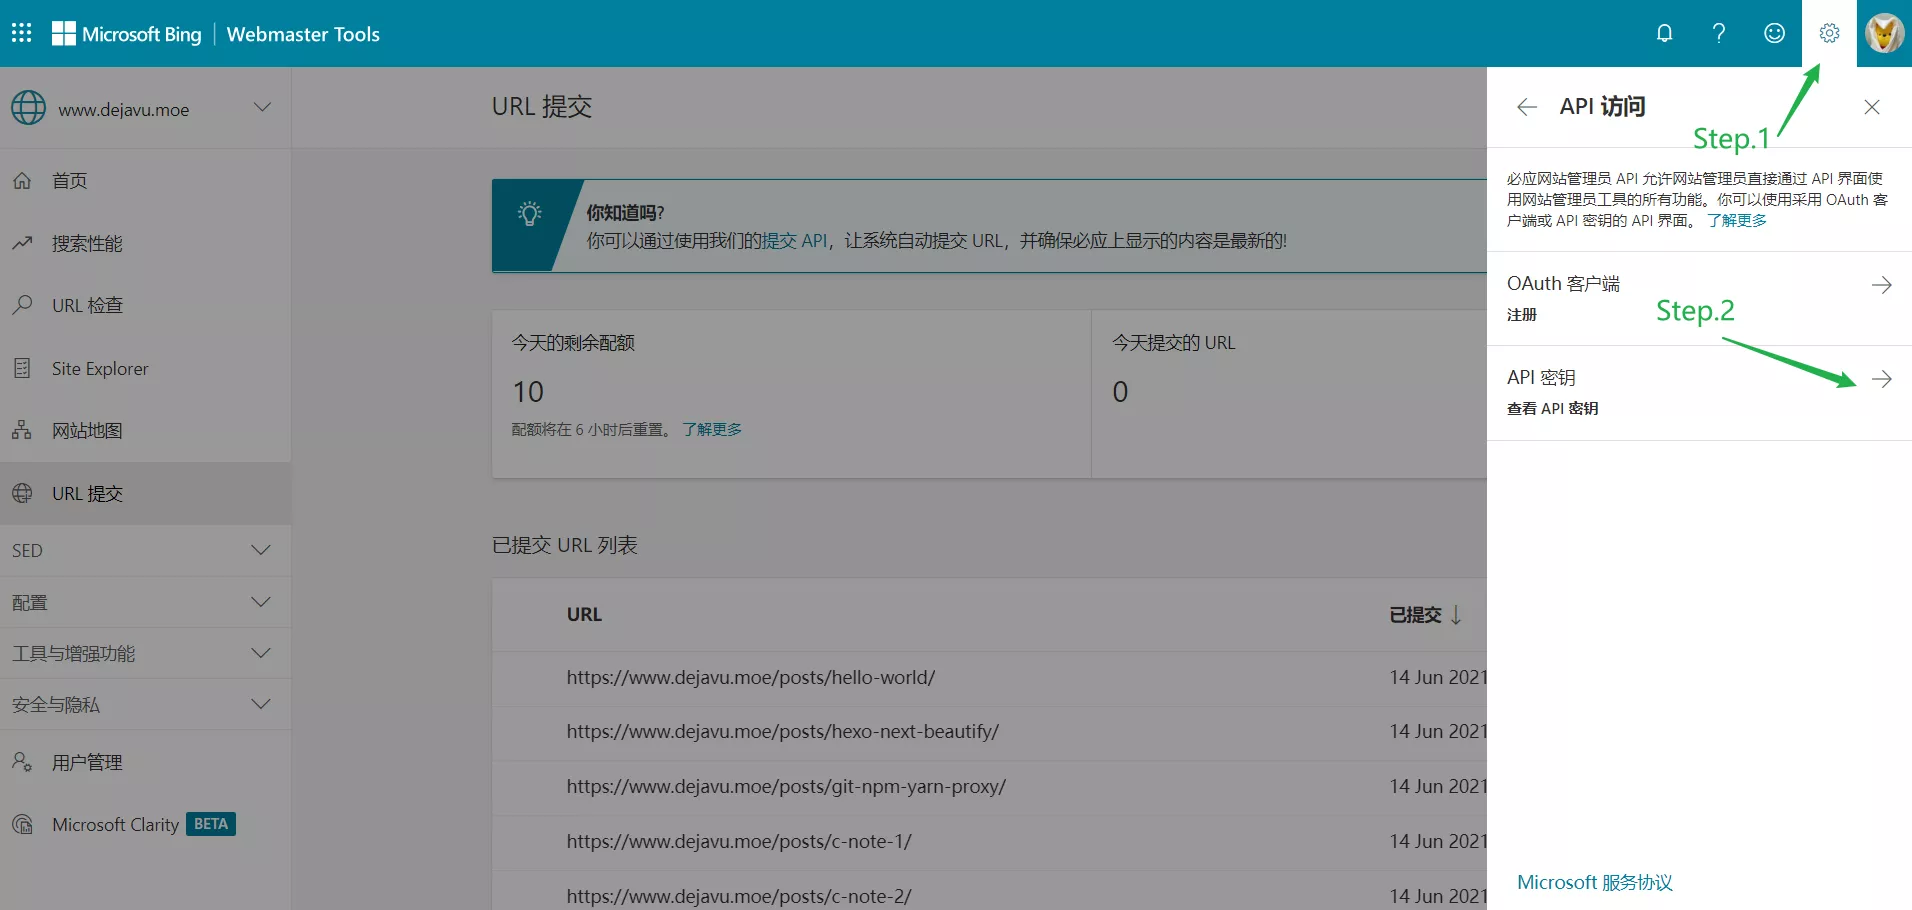 Microsoft Bing Webmaster Tools
www.dejavu.moe
首页
搜索性能
URL 检查
Site Explorer
网站地图
URL 提交
SED
配置
工具与增强功能
安全与隐私
用户管理
Microsoft Clarity BETA
URL 提交
你知道吗?
你可以通过使用我们的提交 API，让系统自动提交 URL，并确保必应上显示的内容是最新的!
今天的剩余配额
10
配额将在 6 小时后重置。 了解更多
今天提交的 URL
0
已提交 URL 列表
URL 已提交
https://www.dejavu.moe/posts/hello-world/ 14 Jun 2021
https://www.dejavu.moe/posts/hexo-next-beautify/ 14 Jun 2021
https://www.dejavu.moe/posts/git-npm-yarn-proxy/ 14 Jun 2021
https://www.dejavu.moe/posts/c-note-1/ 14 Jun 2021
https://www.dejavu.moe/posts/c-note-2/ 14 Jun 2021
API 访问
Step.1
必应网站管理员 API 允许网站管理员直接通过 API 界面使
用网站管理员工具的所有功能。你可以使用采用 OAuth 客
户端或 API 密钥的 API 界面。 了解更多
OAuth 客户端
注册
Step.2
API 密钥
查看 API 密钥
Microsoft 服务协议